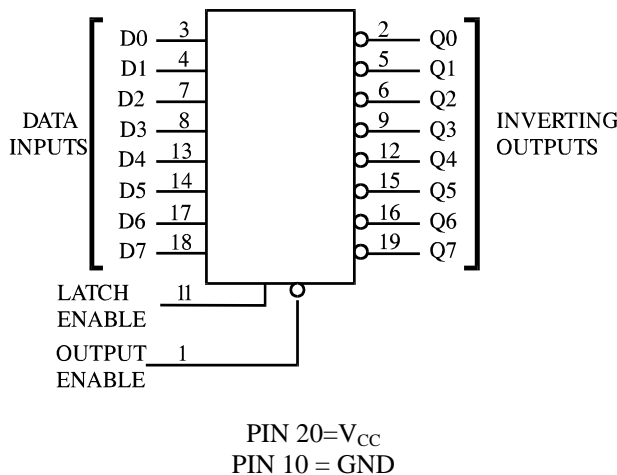 D0 3 2 Q0
D1 4 5 Q1
D2 7 6 Q2
D3 8 9 Q3
DATA INPUTS
INVERTING OUTPUTS
D4 13 12 Q4
D5 14 15 Q5
D6 17 16 Q6
D7 18 19 Q7
LATCH 11
ENABLE
OUTPUT 1
ENABLE
PIN 20=VCC
PIN 10 = GND